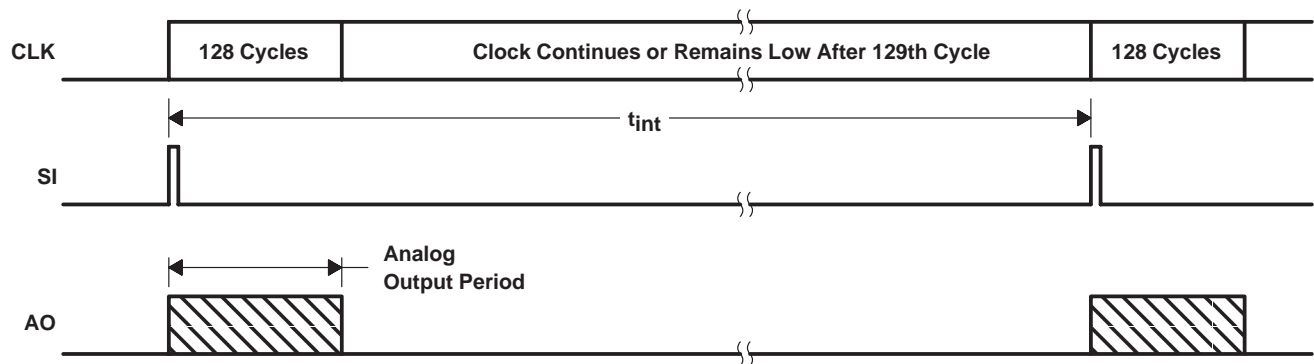 CLK
128 Cycles
Clock Continues or Remains Low After 129th Cycle
128 Cycles
tint
SI
Analog
Output Period
AO